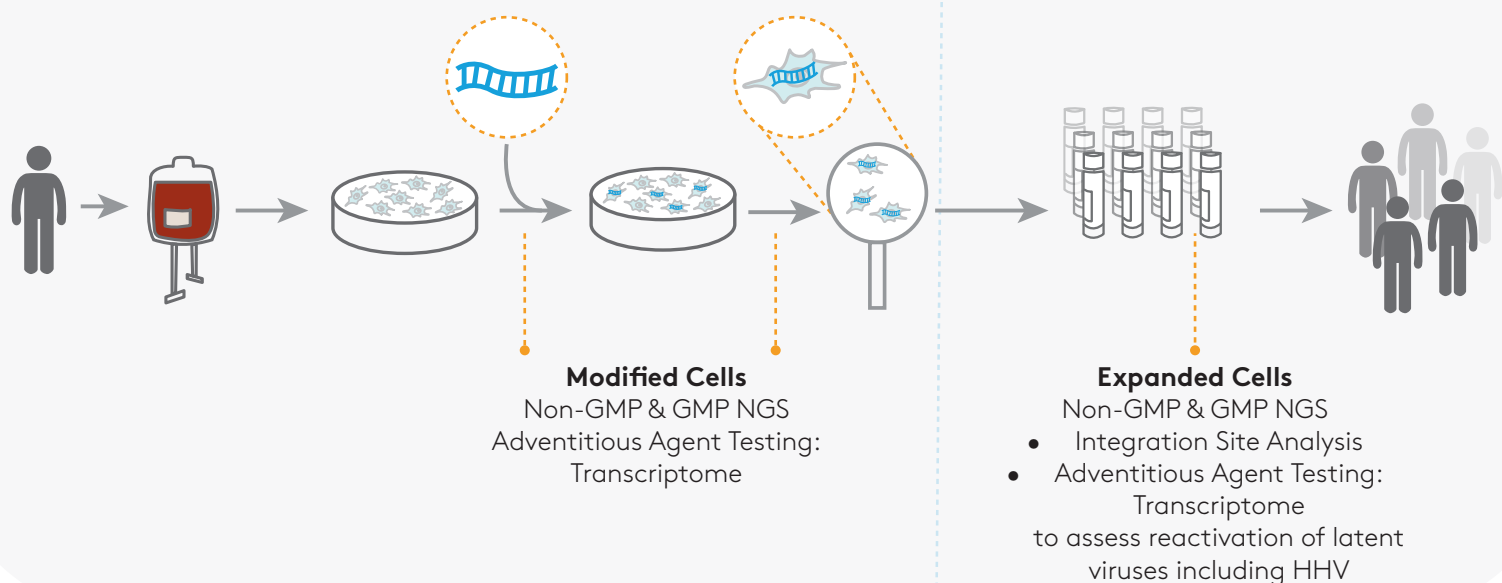 Modified Cells
Non-GMP & GMP NGS
Adventitious Agent Testing:
Transcriptome
Expanded Cells
Non-GMP & GMP NGS
• Integration Site Analysis
• Adventitious Agent Testing:
Transcriptome
to assess reactivation of latent
viruses including HHV